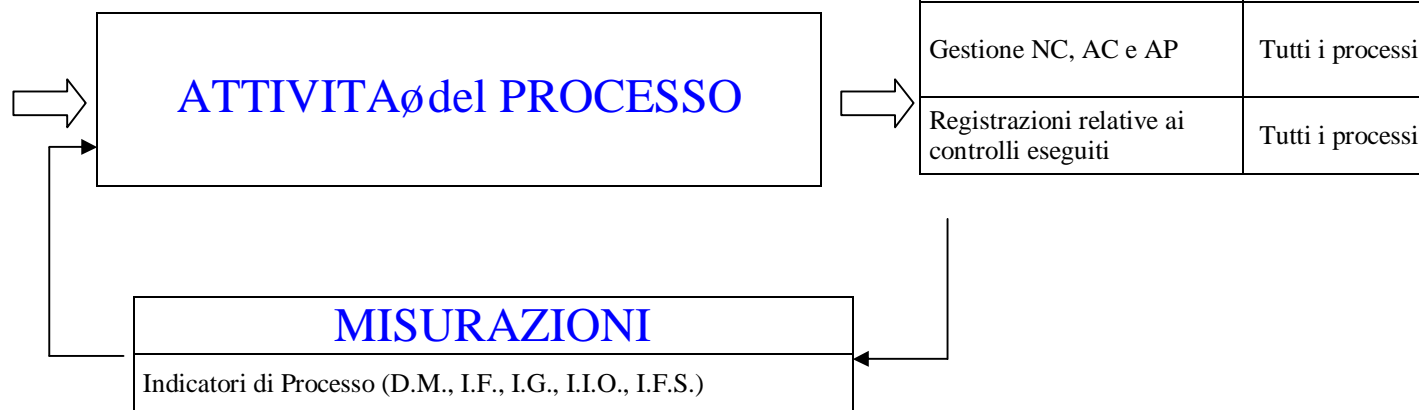 ATTIVITAø del PROCESSO
Gestione NC, AC e AP
Tutti i processi
Registrazioni relative ai
controlli eseguiti
Tutti i processi
MISURAZIONI
Indicatori di Processo (D.M., I.F., I.G., I.I.O., I.F.S.)